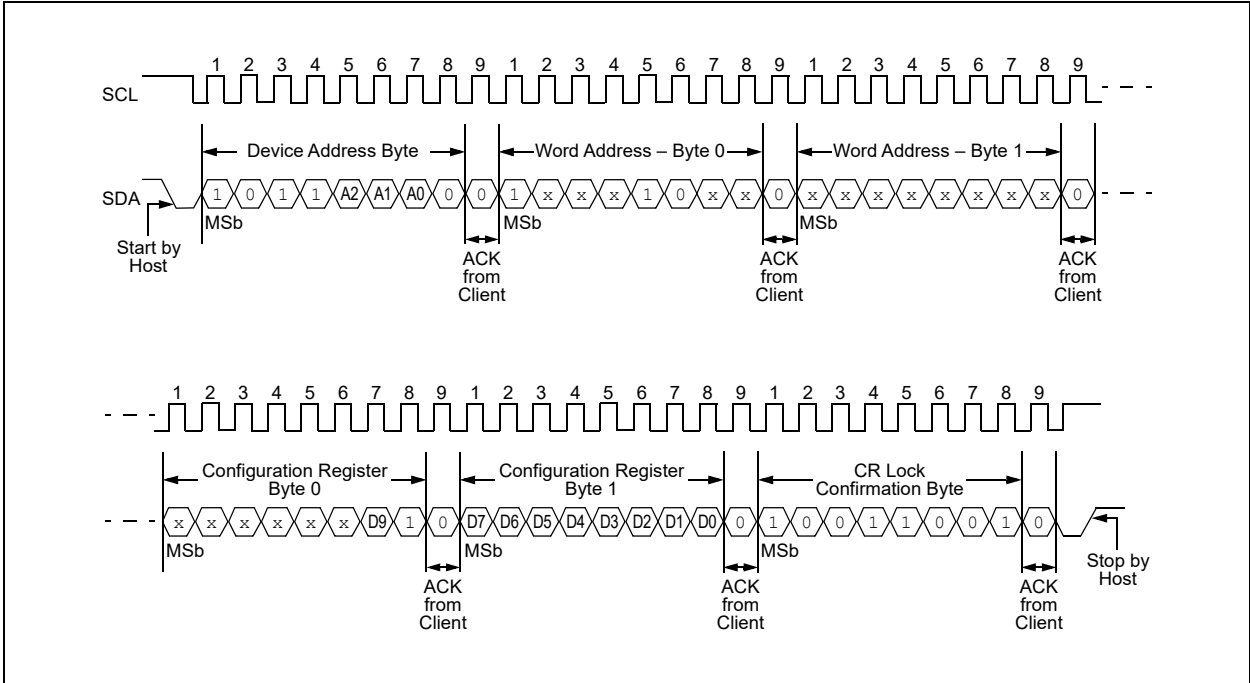 1 2 3 4 5 6 7 8 9 1 2 3 4 5 6 7 8 9 1 2 3 4 5 6 7 8 9
SCL
Device Address Byte Word Address – Byte 0 Word Address – Byte 1
SDA 1 0 1 1 A2 A1 A0 0 0 1 x x x 1 0 x x 0 x x x x x x x x 0
MSb MSb MSb
Start by
Host
ACK
from
Client
ACK
from
Client
ACK
from
Client
1 2 3 4 5 6 7 8 9 1 2 3 4 5 6 7 8 9 1 2 3 4 5 6 7 8 9
Configuration Register
Byte 0
Configuration Register
Byte 1
CR Lock
Confirmation Byte
x x x x x x D9 1 0 D7 D6 D5 D4 D3 D2 D1 D0 0 1 0 0 1 1 0 0 1 0
MSb MSb MSb
ACK
from
Client
ACK
from
Client
ACK
from
Client
Stop by
Host